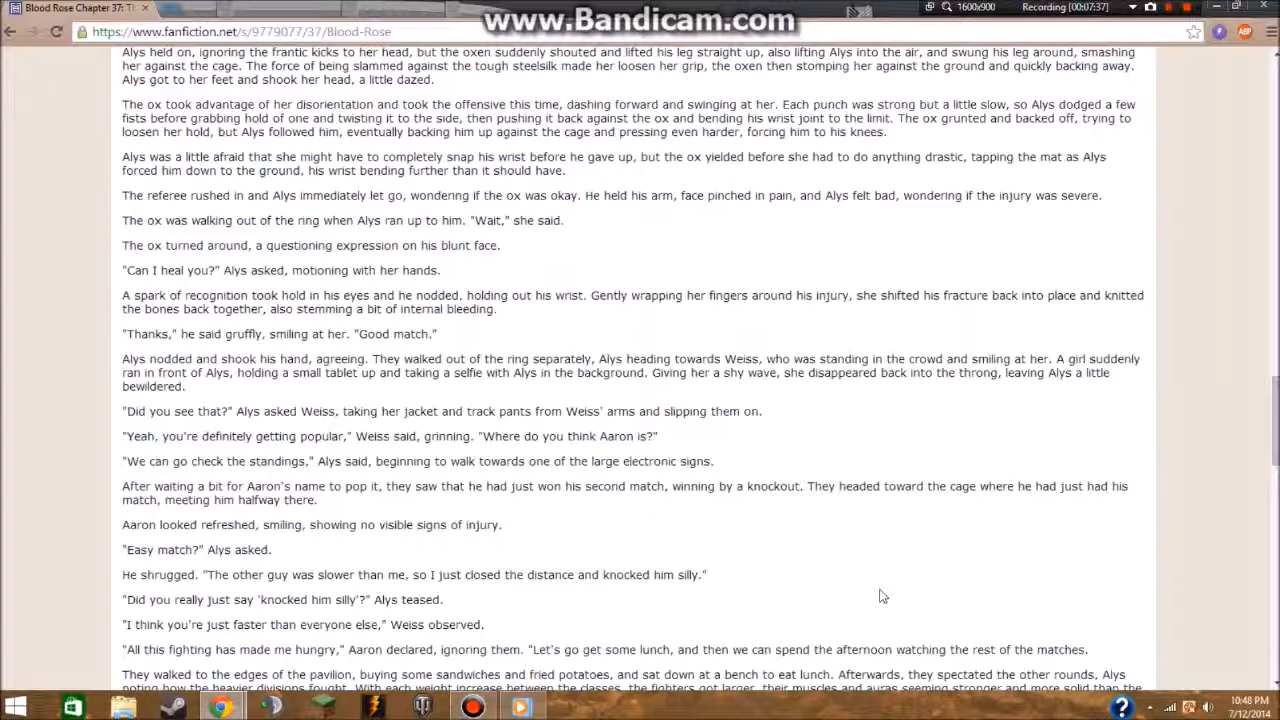 Blood Rose Chapter 37: Th
www.Bandicam.com
1600x900
Recording [00:07:37]
https://www.fanfiction.net/s/9779077/37/Blood-Rose
ABP
Alys held on, ignoring the frantic kicks to her head, but the oxen suddenly shouted and lifted his leg straight up, also lifting Alys into the air, and swung his leg around, smashing
her against the cage. The force of being slammed against the tough steelsilk made her loosen her grip, the oxen then stomping her against the ground and quickly backing away.
Alys got to her feet and shook her head, a little dazed.
The ox took advantage of her disorientation and took the offensive this time, dashing forward and swinging at her. Each punch was strong but a little slow, so Alys dodged a few
fists before grabbing hold of one and twisting it to the side, then pushing it back against the ox and bending his wrist joint to the limit. The ox grunted and backed off, trying to
loosen her hold, but Alys followed him, eventually backing him up against the cage and pressing even harder, forcing him to his knees.
Alys was a little afraid that she might have to completely snap his wrist before he gave up, but the ox yielded before she had to do anything drastic, tapping the mat as Alys
forced him down to the ground, his wrist bending further than it should have.
The referee rushed in and Alys immediately let go, wondering if the ox was okay. He held his arm, face pinched in pain, and Alys felt bad, wondering if the injury was severe.
The ox was walking out of the ring when Alys ran up to him. "Wait," she said.
The ox turned around, a questioning expression on his blunt face.
"Can I heal you?" Alys asked, motioning with her hands.
A spark of recognition took hold in his eyes and he nodded, holding out his wrist. Gently wrapping her fingers around his injury, she shifted his fracture back into place and knitted
the bones back together, also stemming a bit of internal bleeding.
"Thanks," he said gruffly, smiling at her. "Good match."
Alys nodded and shook his hand, agreeing. They walked out of the ring separately, Alys heading towards Weiss, who was standing in the crowd and smiling at her. A girl suddenly
ran in front of Alys, holding a small tablet up and taking a selfie with Alys in the background. Giving her a shy wave, she disappeared back into the throng, leaving Alys a little
bewildered.
"Did you see that?" Alys asked Weiss, taking her jacket and track pants from Weiss' arms and slipping them on.
"Yeah, you're definitely getting popular," Weiss said, grinning. "Where do you think Aaron is?"
"We can go check the standings," Alys said, beginning to walk towards one of the large electronic signs.
After waiting a bit for Aaron's name to pop it, they saw that he had just won his second match, winning by a knockout. They headed toward the cage where he had just had his
match, meeting him halfway there.
Aaron looked refreshed, smiling, showing no visible signs of injury.
"Easy match?" Alys asked.
He shrugged. "The other guy was slower than me, so I just closed the distance and knocked him silly."
"Did you really just say 'knocked him silly'?" Alys teased.
"I think you're just faster than everyone else," Weiss observed.
"All this fighting has made me hungry," Aaron declared, ignoring them. "Let's go get some lunch, and then we can spend the afternoon watching the rest of the matches.
They walked to the edges of the pavilion, buying some sandwiches and fried potatoes, and sat down at a bench to eat lunch. Afterwards, they spectated the other rounds, Alys
noting how the heavier divisions fought. With each weight increase between the classes, the fighters got larger, their muscles and auras seeming stronger and more solid than the
10:48 PM
7/12/2014